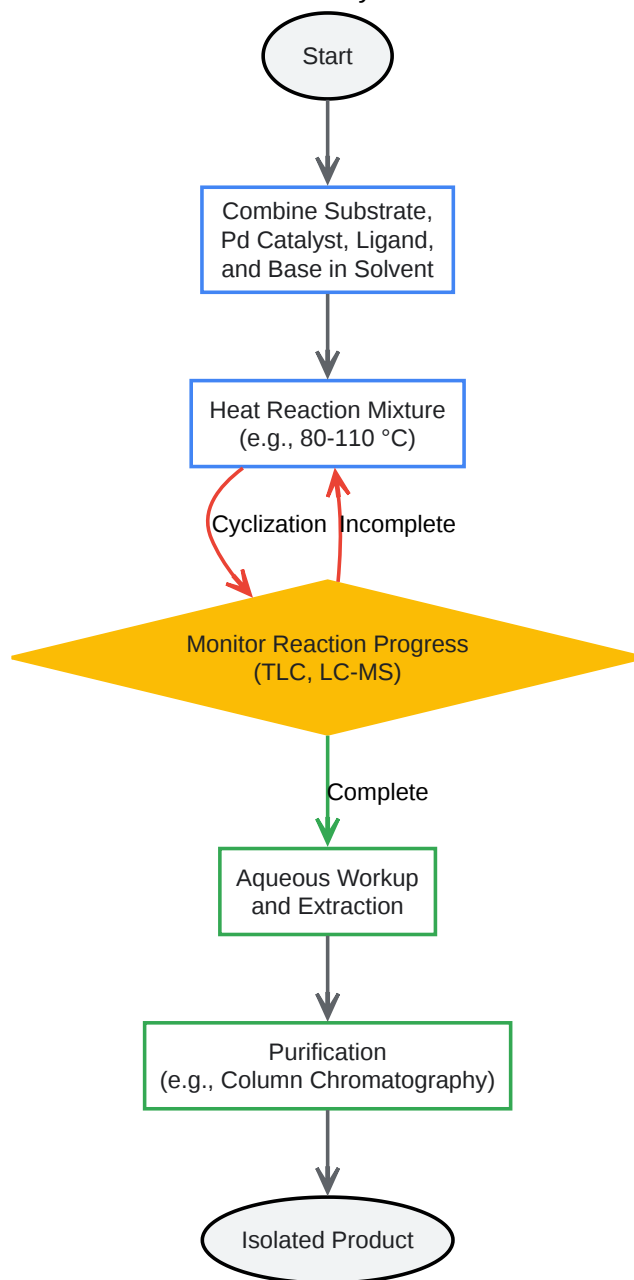 Start
Combine Substrate,
Pd Catalyst, Ligand,
and Base in Solvent
Heat Reaction Mixture
(e.g., 80-110 °C)
Cyclization
Incomplete
Monitor Reaction Progress
(TLC, LC-MS)
Complete
Aqueous Workup
and Extraction
Purification
(e.g., Column Chromatography)
Isolated Product